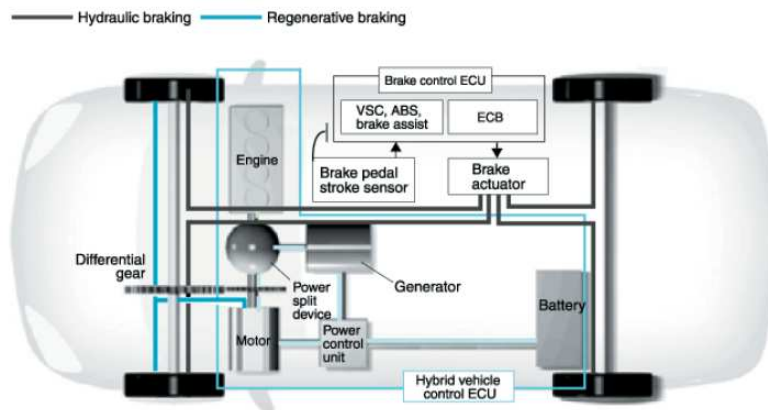 Hydraulic braking
Regenerative braking
Brake control ECU
VSC, ABS,
brake assist
ECB
Engine
Brake pedal
stroke sensor
Brake
actuator
Differential
gear
Power
split
device
Generator
Battery
Motor
Power
control
unit
Hybrid vehicle
control ECU